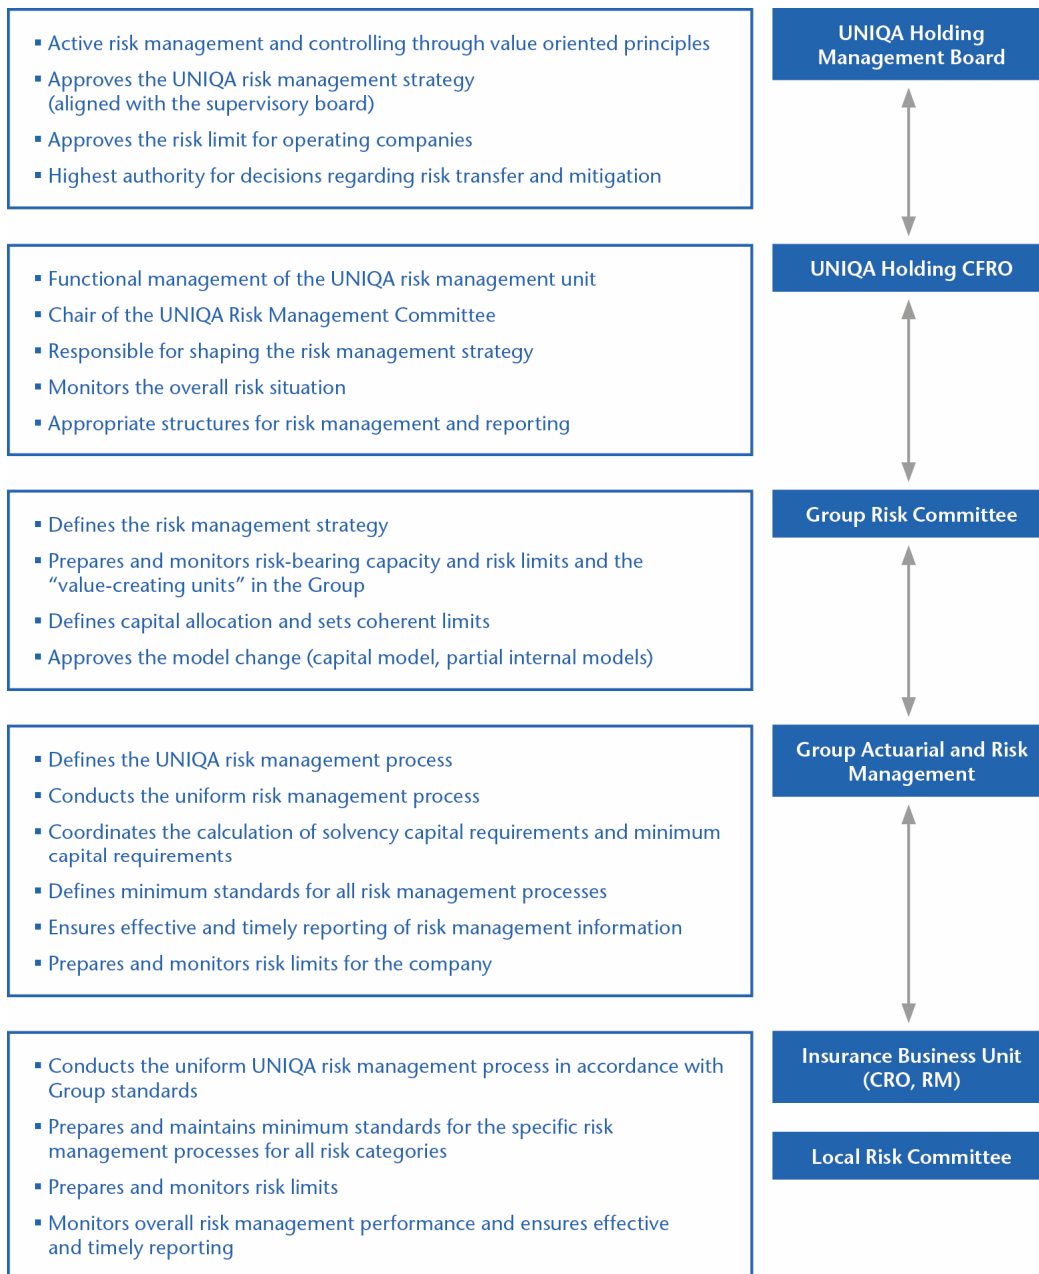 ▪ Active risk management and controlling through value oriented principles
▪ Approves the UNIQA risk management strategy
(aligned with the supervisory board)
▪ Approves the risk limit for operating companies
▪ Highest authority for decisions regarding risk transfer and mitigation
UNIQA Holding
Management Board
▪ Functional management of the UNIQA risk management unit
▪ Chair of the UNIQA Risk Management Committee
▪ Responsible for shaping the risk management strategy
▪ Monitors the overall risk situation
▪ Appropriate structures for risk management and reporting
UNIQA Holding CFRO
▪ Defines the risk management strategy
▪ Prepares and monitors risk-bearing capacity and risk limits and the
“value-creating units” in the Group
▪ Defines capital allocation and sets coherent limits
▪ Approves the model change (capital model, partial internal models)
Group Risk Committee
▪ Defines the UNIQA risk management process
▪ Conducts the uniform risk management process
▪ Coordinates the calculation of solvency capital requirements and minimum
capital requirements
▪ Defines minimum standards for all risk management processes
▪ Ensures effective and timely reporting of risk management information
▪ Prepares and monitors risk limits for the company
Group Actuarial and Risk
Management
▪ Conducts the uniform UNIQA risk management process in accordance with
Group standards
▪ Prepares and maintains minimum standards for the specific risk
management processes for all risk categories
▪ Prepares and monitors risk limits
▪ Monitors overall risk management performance and ensures effective
and timely reporting
Insurance Business Unit
(CRO, RM)
Local Risk Committee